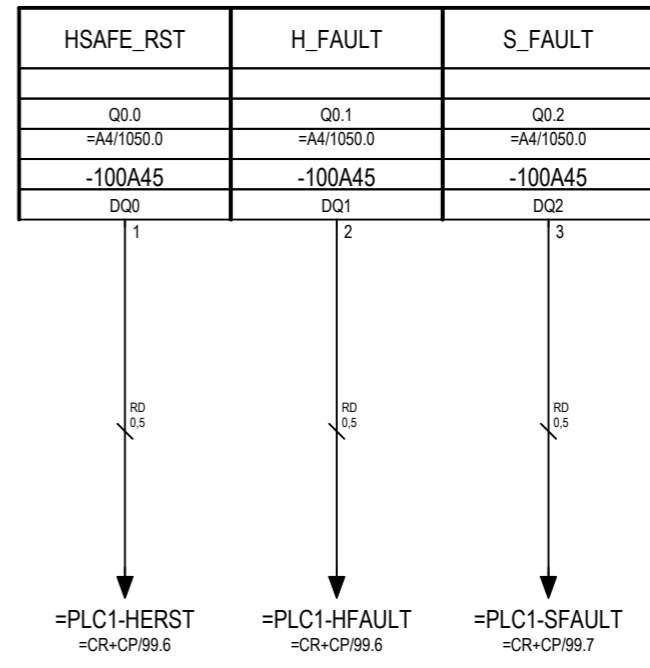 HSAFE_RST H_FAULT S_FAULT
Q0.0 Q0.1 Q0.2
=A4/1050.0 =A4/1050.0 =A4/1050.0
-100A45 -100A45 -100A45
DQ0 DQ1 DQ2
1 2 3
RD RD RD
0,5 0,5 0,5
=PLC1-HERST =PLC1-HFAULT =PLC1-SFAULT
=CR+CP/99.6 =CR+CP/99.6 =CR+CP/99.7